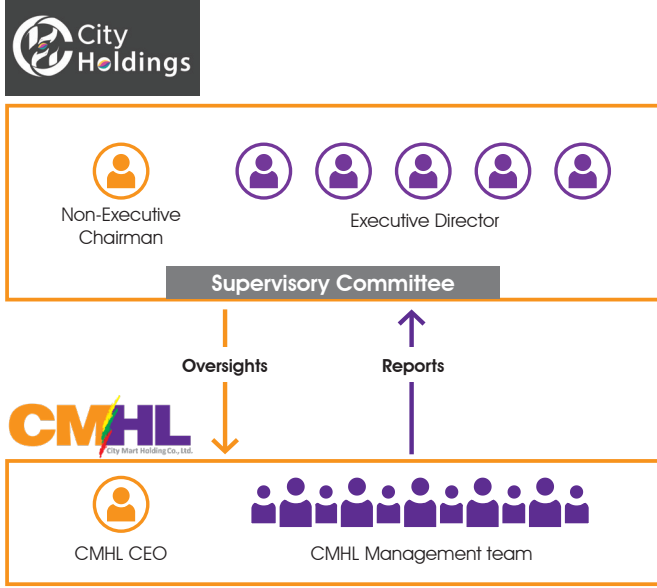 City
Holdings
Non-Executive
Chairman
Executive Director
Supervisory Committee
Oversights
Reports
CMHL
City Mart Holding Co., Ltd.
CMHL CEO
CMHL Management team